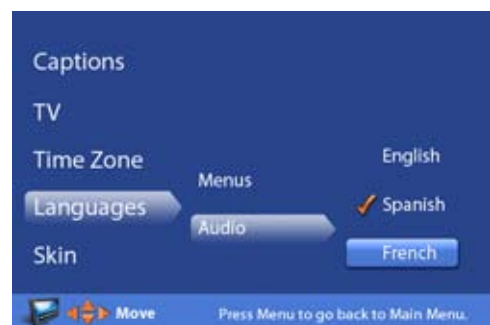 Captions
TV
Time Zone
Languages
Skin
Menus
Audio
English
Spanish
French
Move
Press Menu to go back to Main Menu.